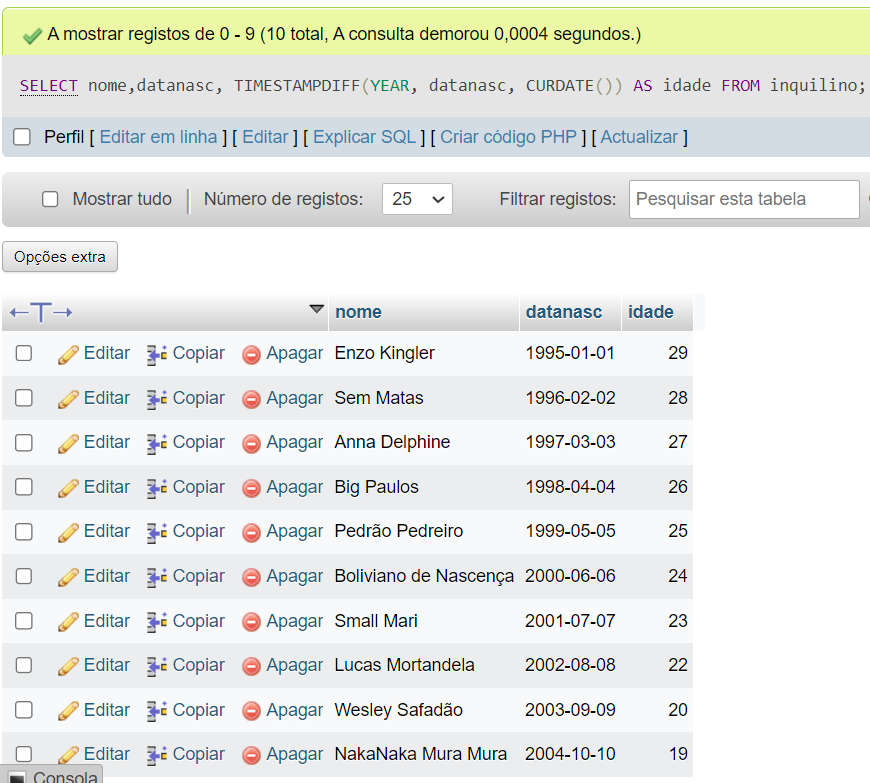 A mostrar registos de 0 - 9 (10 total, A consulta demorou 0,0004 segundos.)
SELECT nome,datanasc, TIMESTAMPDIFF(YEAR, datanasc, CURDATE()) AS idade FROM inquilino;
Perfil [ Editar em linha ] [ Editar ] [ Explicar SQL ] [ Criar código PHP ] [ Actualizar ]
Mostrar tudo | Número de registos: 25 Filtrar registos: Pesquisar esta tabela
Opções extra
←T→ nome datanasc idade
Editar Copiar Apagar Enzo Kingler 1995-01-01 29
Editar Copiar Apagar Sem Matas 1996-02-02 28
Editar Copiar Apagar Anna Delphine 1997-03-03 27
Editar Copiar Apagar Big Paulos 1998-04-04 26
Editar Copiar Apagar Pedrão Pedreiro 1999-05-05 25
Editar Copiar Apagar Boliviano de Nascença 2000-06-06 24
Editar Copiar Apagar Small Mari 2001-07-07 23
Editar Copiar Apagar Lucas Mortandela 2002-08-08 22
Editar Copiar Apagar Wesley Safadão 2003-09-09 20
Editar Copiar Apagar NakaNaka Mura Mura 2004-10-10 19
Consola